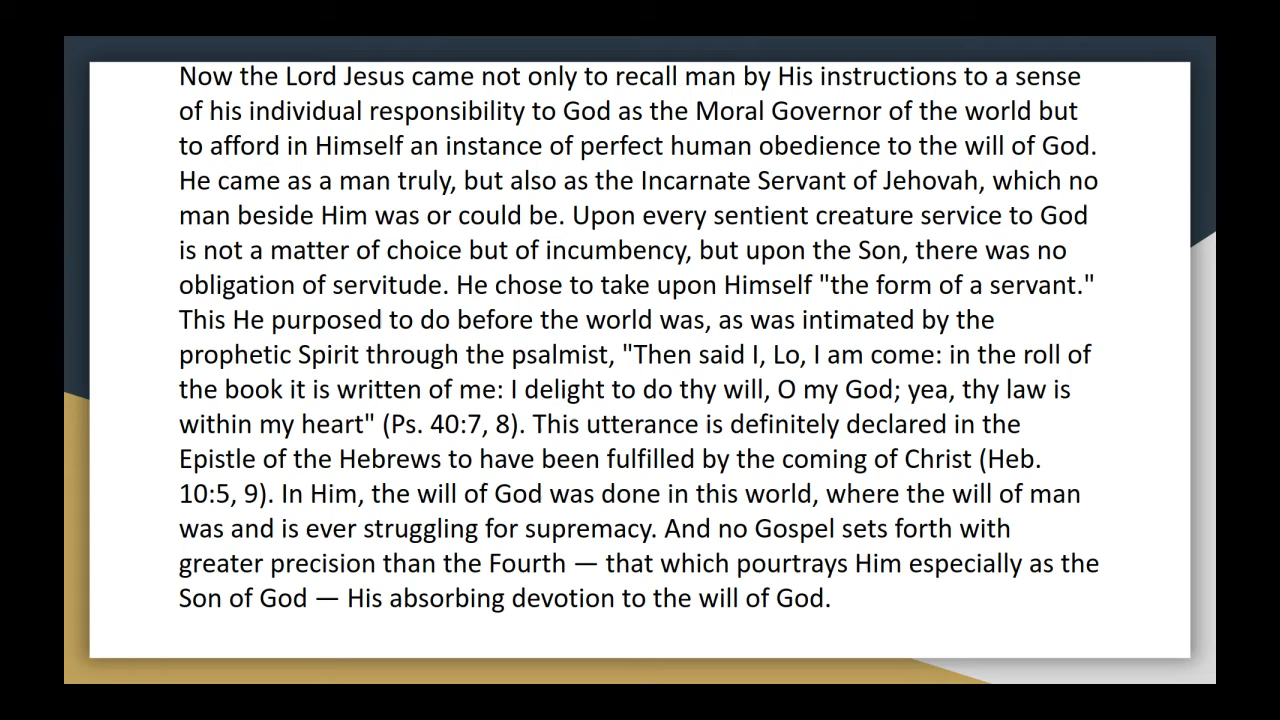 Now the Lord Jesus came not only to recall man by His instructions to a sense
of his individual responsibility to God as the Moral Governor of the world but
to afford in Himself an instance of perfect human obedience to the will of God.
He came as a man truly, but also as the Incarnate Servant of Jehovah, which no
man beside Him was or could be. Upon every sentient creature service to God
is not a matter of choice but of incumbency, but upon the Son, there was no
obligation of servitude. He chose to take upon Himself "the form of a servant."
This He purposed to do before the world was, as was intimated by the
prophetic Spirit through the psalmist, "Then said I, Lo, I am come: in the roll of
the book it is written of me: I delight to do thy will, O my God; yea, thy law is
within my heart" (Ps. 40:7, 8). This utterance is definitely declared in the
Epistle of the Hebrews to have been fulfilled by the coming of Christ (Heb.
10:5, 9). In Him, the will of God was done in this world, where the will of man
was and is ever struggling for supremacy. And no Gospel sets forth with
greater precision than the Fourth — that which pourtrays Him especially as the
Son of God — His absorbing devotion to the will of God.